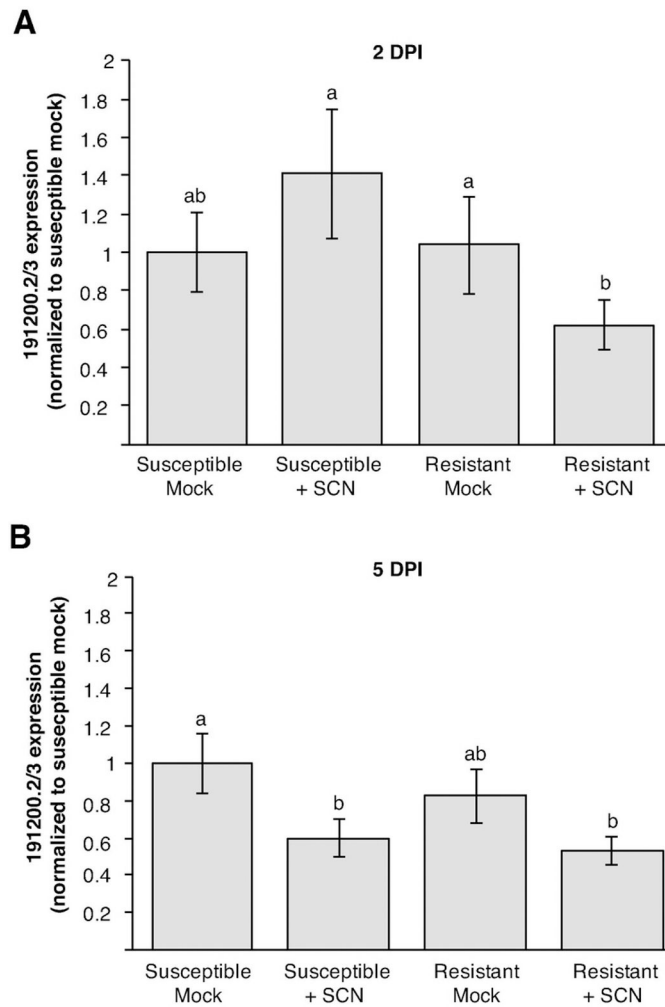 A
2 DPI
191200.2/3 expression
(normalized to susecptible mock)
2
1.8
1.6
1.4
1.2
1
0.8
0.6
0.4
0.2
ab
a
a
b
Susceptible
Mock
Susceptible
+ SCN
Resistant
Mock
Resistant
+ SCN
B
5 DPI
191200.2/3 expression
(normalized to susecptible mock)
2
1.8
1.6
1.4
1.2
1
0.8
0.6
0.4
0.2
a
b
ab
b
Susceptible
Mock
Susceptible
+ SCN
Resistant
Mock
Resistant
+ SCN